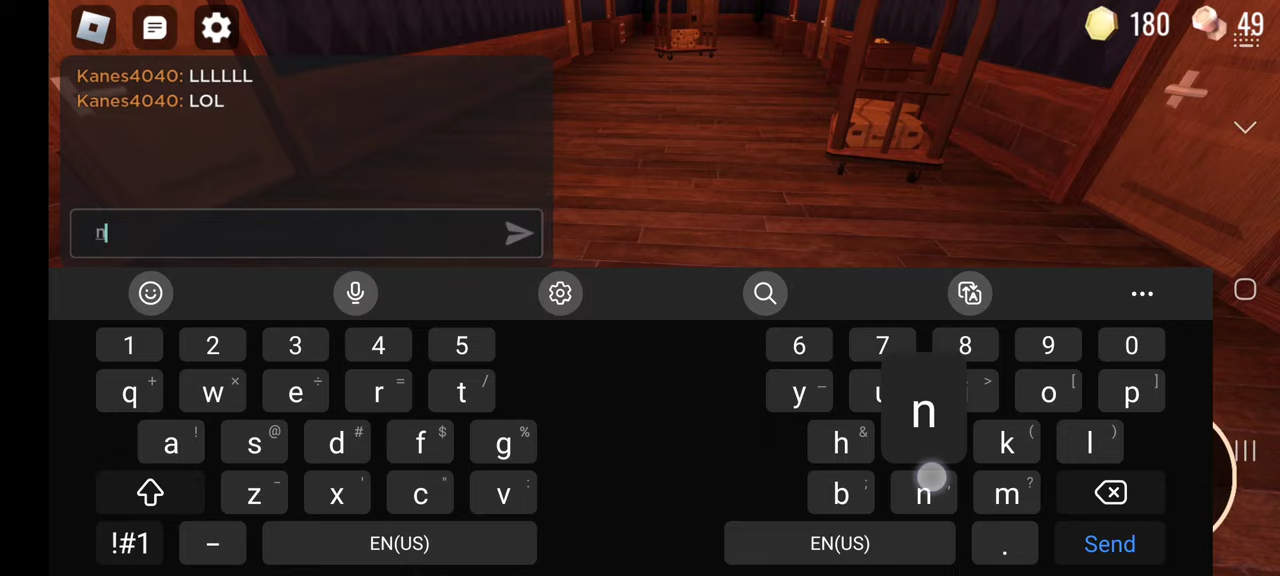 180
49
Kanes4040: LLLLLL
Kanes4040: LOL
n
1 2 3 4 5 6 7 8 9 0
q + w × e ÷ r = t / y – u > o [ p ]
n
a ! s @ d # f $ g % h & k ( l )
z - x ' c " v : b ; n , m ?
!#1 – EN(US) EN(US) . Send